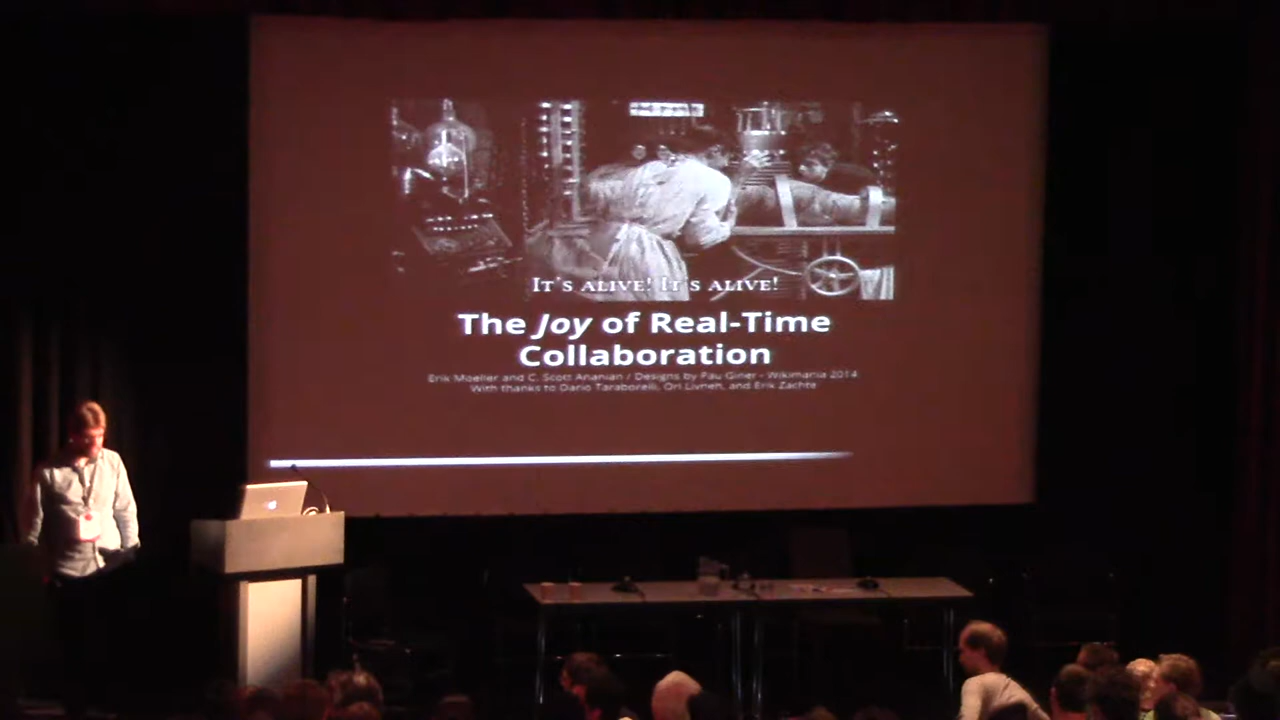 IT'S ALIVE! IT'S ALIVE!
The Joy of Real-Time
Collaboration
Erik Moeller and C. Scott Ananian / Designs by Pau Giner - Wikimania 2014
With thanks to Dario Taraborelli, Ori Livneh, and Erik Zachte